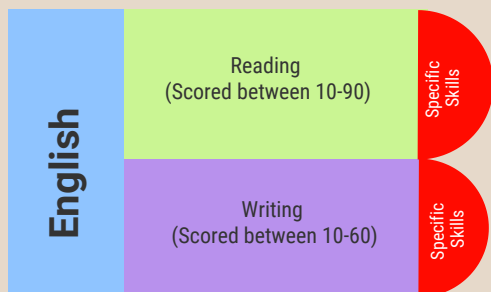 English
Reading
(Scored between 10-90)
Specific
Skills
Writing
(Scored between 10-60)
Specific
Skills